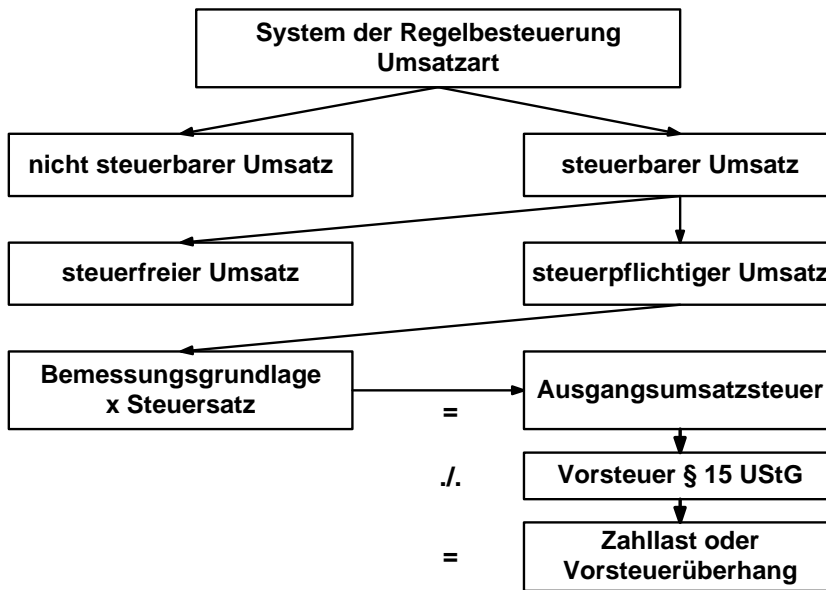 System der Regelbesteuerung
Umsatzart
nicht steuerbarer Umsatz
steuerbarer Umsatz
steuerfreier Umsatz
steuerpflichtiger Umsatz
Bemessungsgrundlage
x Steuersatz
=
Ausgangsumsatzsteuer
./.
Vorsteuer § 15 UStG
=
Zahllast oder
Vorsteuerüberhang